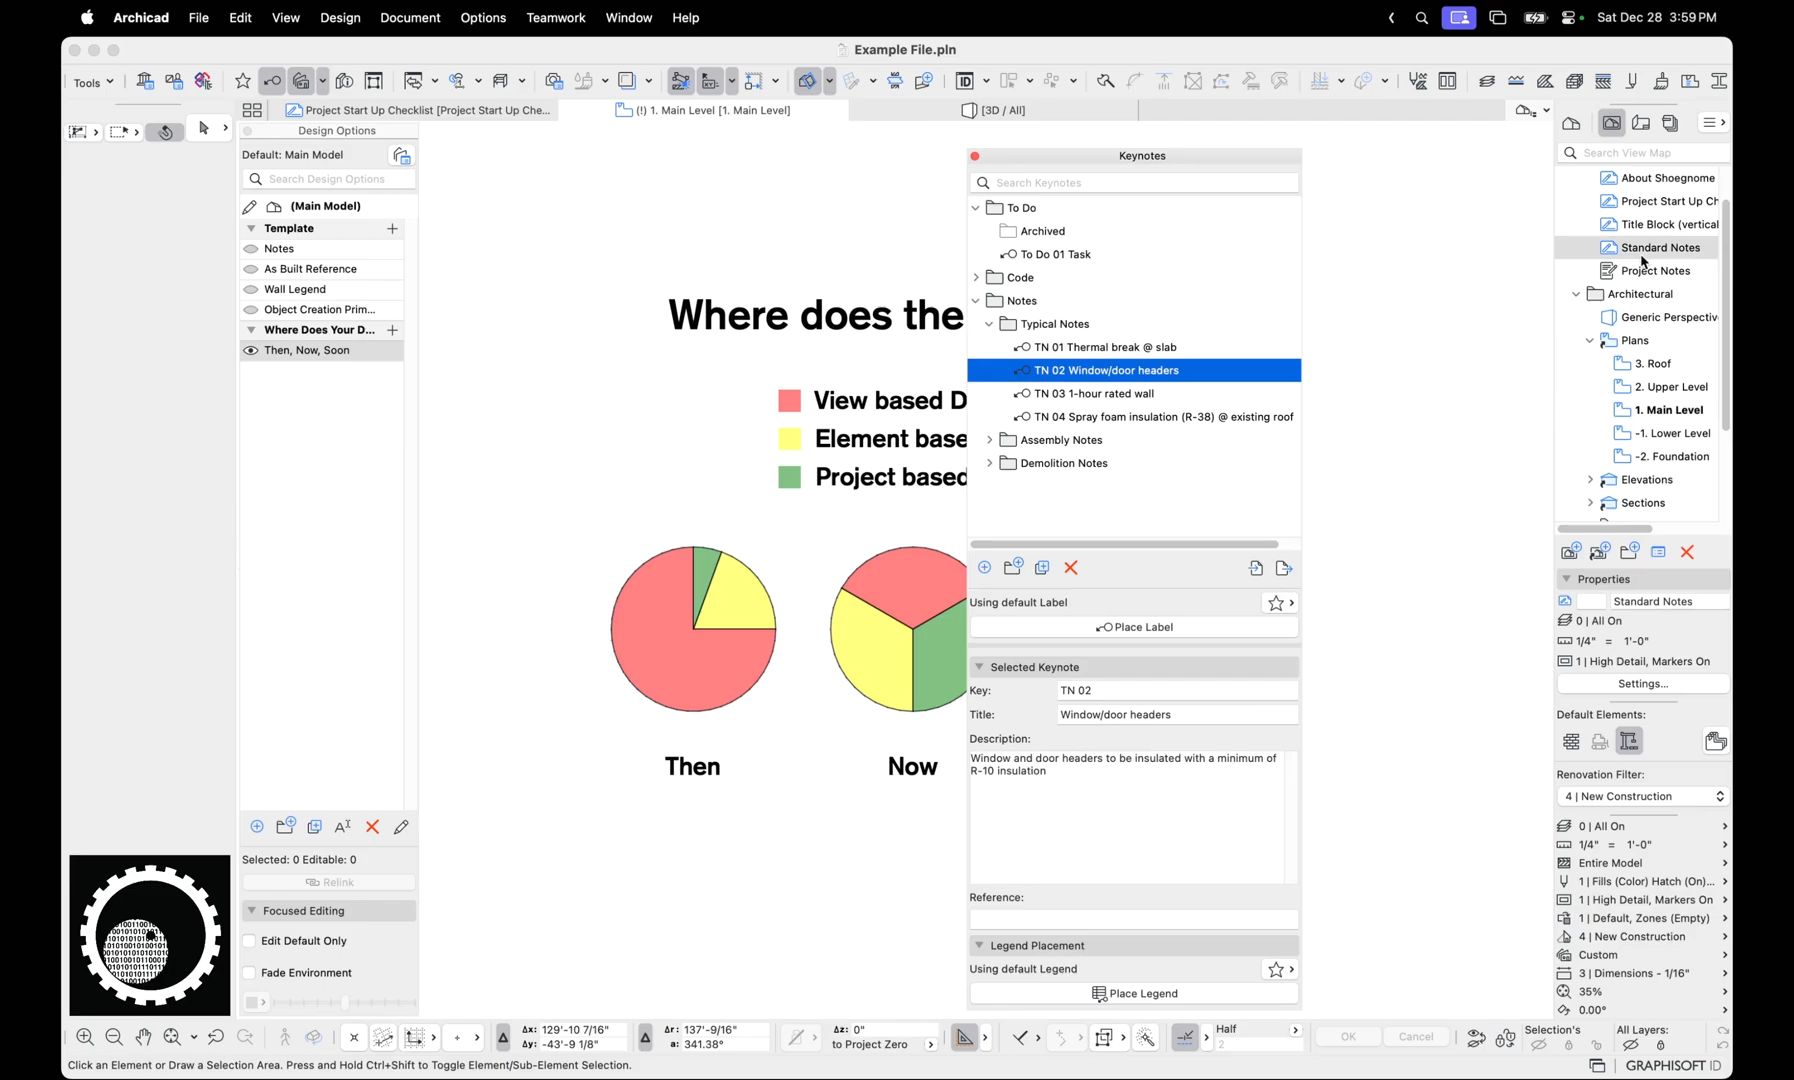 Archicad File Edit View Design Document Options Teamwork Window Help
Sat Dec 28 3:59 PM
Example File.pln
Tools
Project Start Up Checklist [Project Start Up Che...
(!) 1. Main Level [1. Main Level]
[3D / All]
Design Options
Default: Main Model
Search Design Options
(Main Model)
Template
Notes
As Built Reference
Wall Legend
Object Creation Prim...
Where Does Your D...
Then, Now, Soon
Selected: 0 Editable: 0
Relink
Focused Editing
Edit Default Only
Fade Environment
Where does the
View based D
Element base
Project based
Then
Now
Keynotes
Search Keynotes
To Do
Archived
To Do 01 Task
Code
Notes
Typical Notes
TN 01 Thermal break @ slab
TN 02 Window/door headers
TN 03 1-hour rated wall
TN 04 Spray foam insulation (R-38) @ existing roof
Assembly Notes
Demolition Notes
Using default Label
Place Label
Selected Keynote
Key: TN 02
Title: Window/door headers
Description:
Window and door headers to be insulated with a minimum of
R-10 insulation
Reference:
Legend Placement
Using default Legend
Place Legend
Search View Map
About Shoegnome
Project Start Up Ch
Title Block (vertical
Standard Notes
Project Notes
Architectural
Generic Perspectiv
Plans
3. Roof
2. Upper Level
1. Main Level
-1. Lower Level
-2. Foundation
Elevations
Sections
Properties
Standard Notes
0 | All On
1/4" = 1'-0"
1 | High Detail, Markers On
Settings...
Default Elements:
Renovation Filter:
4 | New Construction
0 | All On
1/4" = 1'-0"
Entire Model
1 | Fills (Color) Hatch (On)...
1 | High Detail, Markers On
1 | Default, Zones (Empty)
4 | New Construction
Custom
3 | Dimensions - 1/16"
35%
0.00°
Δx: 129'-10 7/16"
Δy: -43'-9 1/8"
Δr: 137'-9/16"
a: 341.38°
Δz: 0"
to Project Zero
Half
2
OK
Cancel
Selection's
All Layers:
Click an Element or Draw a Selection Area. Press and Hold Ctrl+Shift to Toggle Element/Sub-Element Selection.
GRAPHISOFT ID